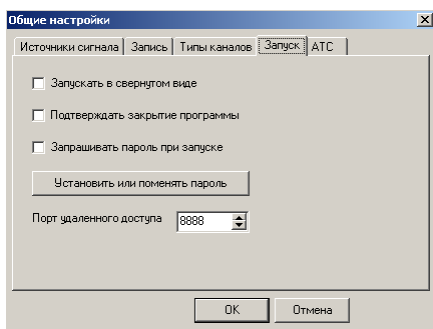 Общие настройки
Источники сигнала Запись Типы каналов Запуск АТС
Запускать в свернутом виде
Подтверждать закрытие программы
Запрашивать пароль при запуске
Установить или поменять пароль
Порт удаленного доступа 8888
OK Отмена